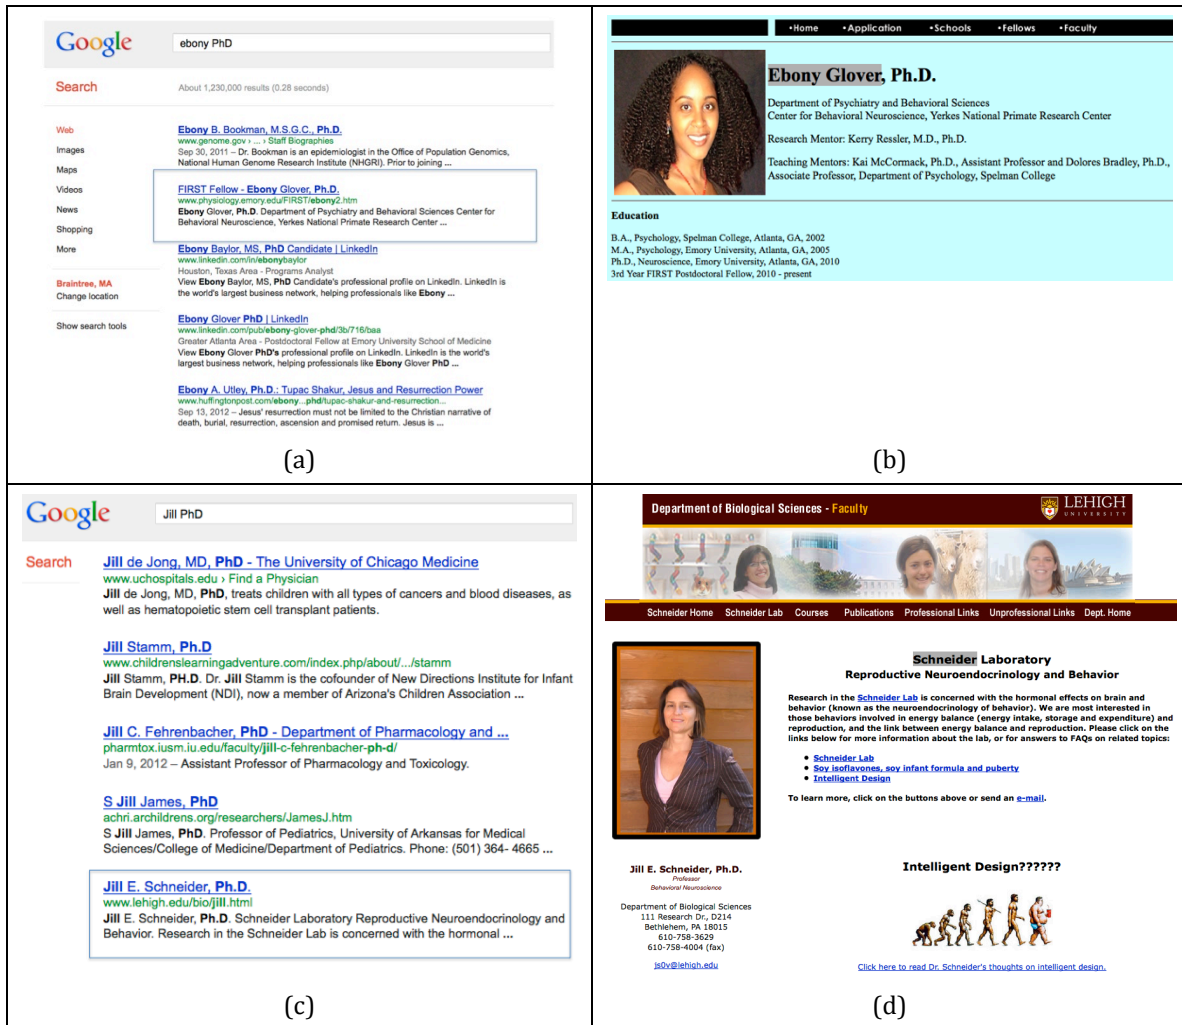 Google
ebony PhD
Search
About 1,230,000 results (0.28 seconds)
Web
Images
Maps
Videos
News
Shopping
More
Braintree, MA
Change location
Show search tools
Ebony B. Bookman, M.S.G.C., Ph.D.
www.genome.gov › ... › Staff Biographies
Sep 30, 2011 – Dr. Bookman is an epidemiologist in the Office of Population Genomics,
National Human Genome Research Institute (NHGRI). Prior to joining ...
FIRST Fellow - Ebony Glover, Ph.D.
www.physiology.emory.edu/FIRST/ebony2.htm
Ebony Glover, Ph.D. Department of Psychiatry and Behavioral Sciences Center for
Behavioral Neuroscience, Yerkes National Primate Research Center ...
Ebony Baylor, MS, PhD Candidate | LinkedIn
www.linkedin.com/in/ebonybaylor
Houston, Texas Area - Programs Analyst
View Ebony Baylor, MS, PhD Candidate's professional profile on LinkedIn. LinkedIn is
the world's largest business network, helping professionals like Ebony ...
Ebony Glover PhD | LinkedIn
www.linkedin.com/pub/ebony-glover-phd/3b/716/baa
Greater Atlanta Area - Postdoctoral Fellow at Emory University School of Medicine
View Ebony Glover PhD's professional profile on LinkedIn. LinkedIn is the world's
largest business network, helping professionals like Ebony Glover PhD ...
Ebony A. Utley, Ph.D.: Tupac Shakur, Jesus and Resurrection Power
www.huffingtonpost.com/ebony...phd/tupac-shakur-and-resurrection...
Sep 13, 2012 – Jesus' resurrection must not be limited to the Christian narrative of
death, burial, resurrection, ascension and promised return. Jesus is ...
(a)
•Home •Application •Schools •Fellows •Faculty
Ebony Glover, Ph.D.
Department of Psychiatry and Behavioral Sciences
Center for Behavioral Neuroscience, Yerkes National Primate Research Center
Research Mentor: Kerry Ressler, M.D., Ph.D.
Teaching Mentors: Kai McCormack, Ph.D., Assistant Professor and Dolores Bradley, Ph.D.,
Associate Professor, Department of Psychology, Spelman College
Education
B.A., Psychology, Spelman College, Atlanta, GA, 2002
M.A., Psychology, Emory University, Atlanta, GA, 2005
Ph.D., Neuroscience, Emory University, Atlanta, GA, 2010
3rd Year FIRST Postdoctoral Fellow, 2010 - present
(b)
Google
Jill PhD
Search
Jill de Jong, MD, PhD - The University of Chicago Medicine
www.uchospitals.edu › Find a Physician
Jill de Jong, MD, PhD, treats children with all types of cancers and blood diseases, as
well as hematopoietic stem cell transplant patients.
Jill Stamm, Ph.D
www.childrenslearningadventure.com/index.php/about/.../stamm
Jill Stamm, PH.D. Dr. Jill Stamm is the cofounder of New Directions Institute for Infant
Brain Development (NDI), now a member of Arizona's Children Association ...
Jill C. Fehrenbacher, PhD - Department of Pharmacology and ...
pharmtox.iusm.iu.edu/faculty/jill-c-fehrenbacher-ph-d/
Jan 9, 2012 – Assistant Professor of Pharmacology and Toxicology.
S Jill James, PhD
achri.archildrens.org/researchers/JamesJ.htm
S Jill James, PhD. Professor of Pediatrics, University of Arkansas for Medical
Sciences/College of Medicine/Department of Pediatrics. Phone: (501) 364- 4665 ...
Jill E. Schneider, Ph.D.
www.lehigh.edu/bio/jill.html
Jill E. Schneider, Ph.D. Schneider Laboratory Reproductive Neuroendocrinology and
Behavior. Research in the Schneider Lab is concerned with the hormonal ...
(c)
Department of Biological Sciences - Faculty
LEHIGH
UNIVERSITY
Schneider Home Schneider Lab Courses Publications Professional Links Unprofessional Links Dept. Home
Schneider Laboratory
Reproductive Neuroendocrinology and Behavior
Research in the Schneider Lab is concerned with the hormonal effects on brain and
behavior (known as the neuroendocrinology of behavior). We are most interested in
those behaviors involved in energy balance (energy intake, storage and expenditure) and
reproduction, and the link between energy balance and reproduction. Please click on the
links below for more information about the lab, or for answers to FAQs on related topics:
• Schneider Lab
• Soy isoflavones, soy infant formula and puberty
• Intelligent Design
To learn more, click on the buttons above or send an e-mail.
Jill E. Schneider, Ph.D.
Professor
Behavioral Neuroscience
Department of Biological Sciences
111 Research Dr., D214
Bethlehem, PA 18015
610-758-3629
610-758-4004 (fax)
js0v@lehigh.edu
Intelligent Design??????
Click here to read Dr. Schneider's thoughts on intelligent design.
(d)